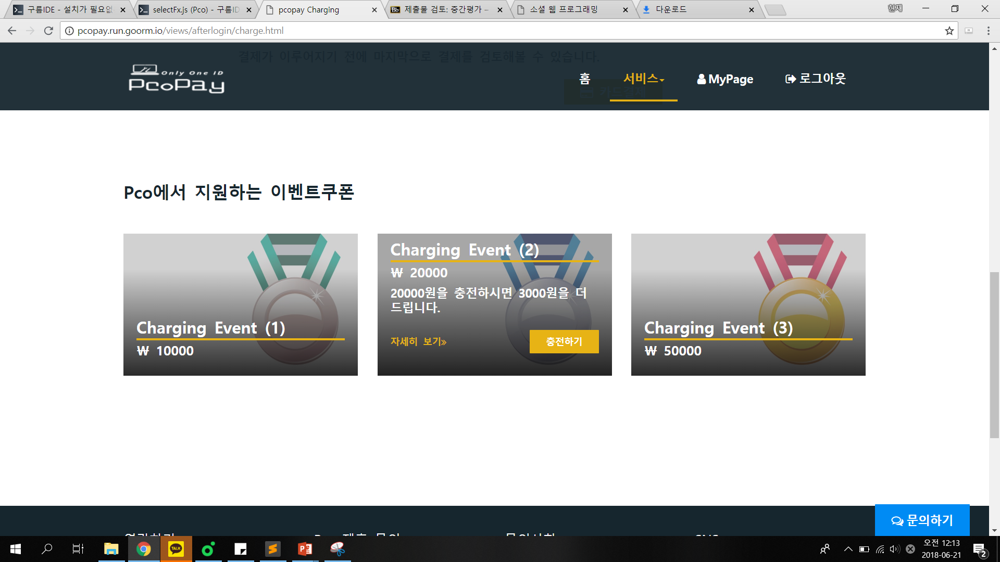 구름IDE - 설치가 필요없
selectFx.js (Pco) - 구름ID
pcopay Charging
Bb 제출물 검토: 중간평가 –
소셜 웹 프로그래밍
다운로드
현재
pcopay.run.goorm.io/views/afterlogin/charge.html
결제가 이루어지기 전에 마지막으로 결제를 검토해볼 수 있습니다.
Only One ID
PcoPay
홈
서비스
MyPage
로그아웃
카드결제
Pco에서 지원하는 이벤트쿠폰
Charging Event (1)
₩ 10000
Charging Event (2)
₩ 20000
20000원을 충전하시면 3000원을 더
드립니다.
자세히 보기»
충전하기
Charging Event (3)
₩ 50000
문의하기
TALK
오전 12:13
2018-06-21
2